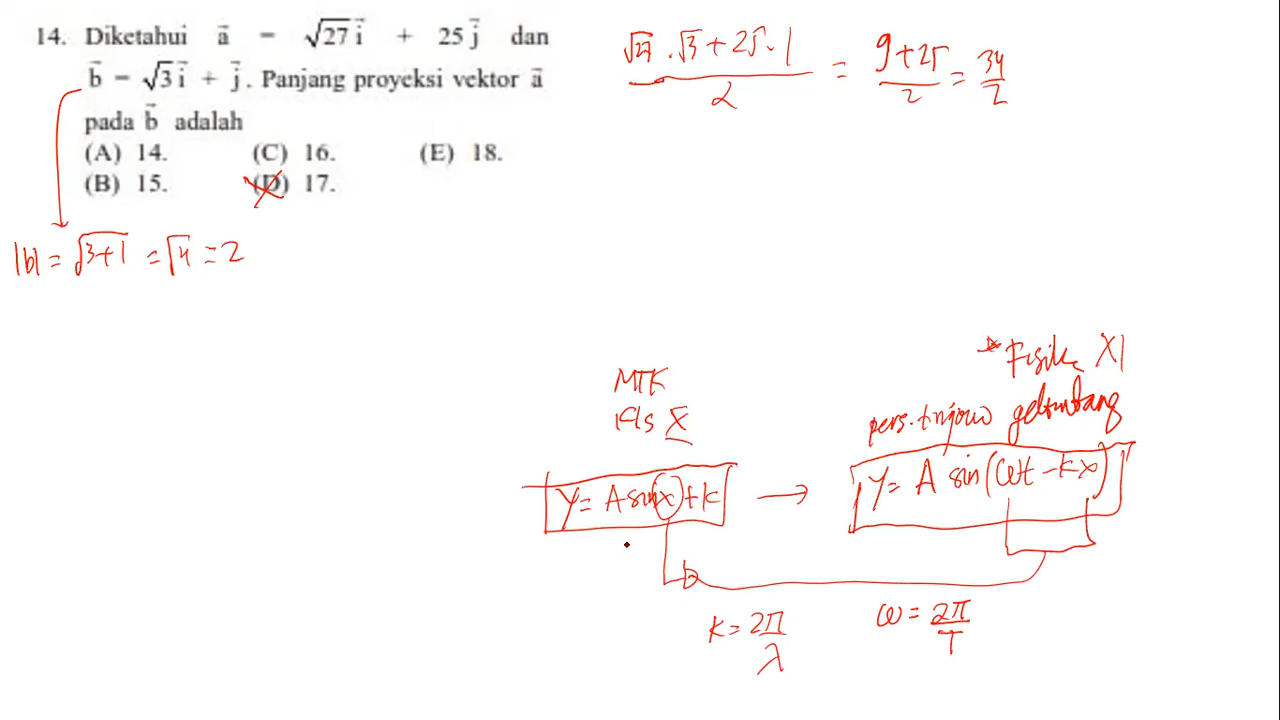 14. Diketahui a⃗ = √27 i⃗ + 25 j⃗ dan
b⃗ = √3 i⃗ + j⃗. Panjang proyeksi vektor a⃗
pada b⃗ adalah
(A) 14. (C) 16. (E) 18.
(B) 15. (D) 17.
|b| = √3+1 = √4 = 2
√27 . √3 + 25 . 1 / 2 = 9 + 25 / 2 = 34 / 2
* Fisika XI
MTK
Kls X
pers. gelombang
y = A sin(x) + k → y = A sin(ωt - kx)
k = 2π / λ
ω = 2π / T